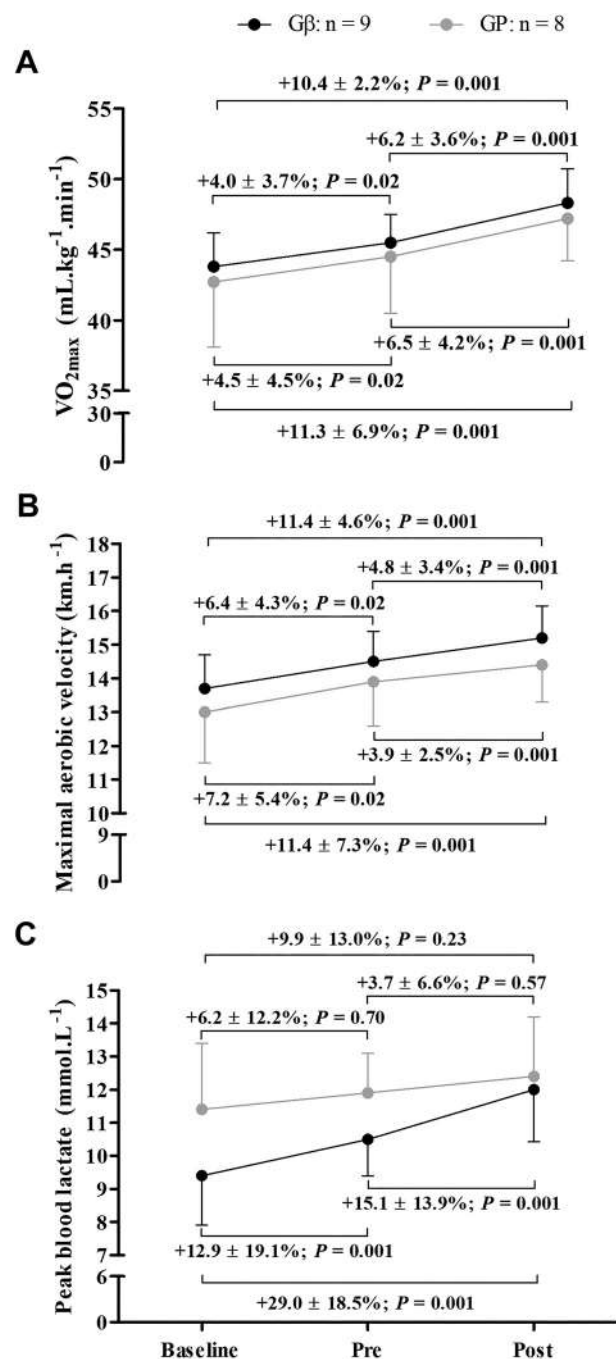 Gβ: n = 9 GP: n = 8
A
+10.4 ± 2.2%; P = 0.001
+6.2 ± 3.6%; P = 0.001
+4.0 ± 3.7%; P = 0.02
55
50
45
40
35
30
0
VO2max (mL.kg-1.min-1)
+6.5 ± 4.2%; P = 0.001
+4.5 ± 4.5%; P = 0.02
+11.3 ± 6.9%; P = 0.001
B
+11.4 ± 4.6%; P = 0.001
+4.8 ± 3.4%; P = 0.001
+6.4 ± 4.3%; P = 0.02
18
17
16
15
14
13
12
11
10
9
0
Maximal aerobic velocity (km.h-1)
+3.9 ± 2.5%; P = 0.001
+7.2 ± 5.4%; P = 0.02
+11.4 ± 7.3%; P = 0.001
C
+9.9 ± 13.0%; P = 0.23
+3.7 ± 6.6%; P = 0.57
+6.2 ± 12.2%; P = 0.70
15
14
13
12
11
10
9
8
7
6
0
Peak blood lactate (mmol.L-1)
+15.1 ± 13.9%; P = 0.001
+12.9 ± 19.1%; P = 0.001
+29.0 ± 18.5%; P = 0.001
Baseline Pre Post